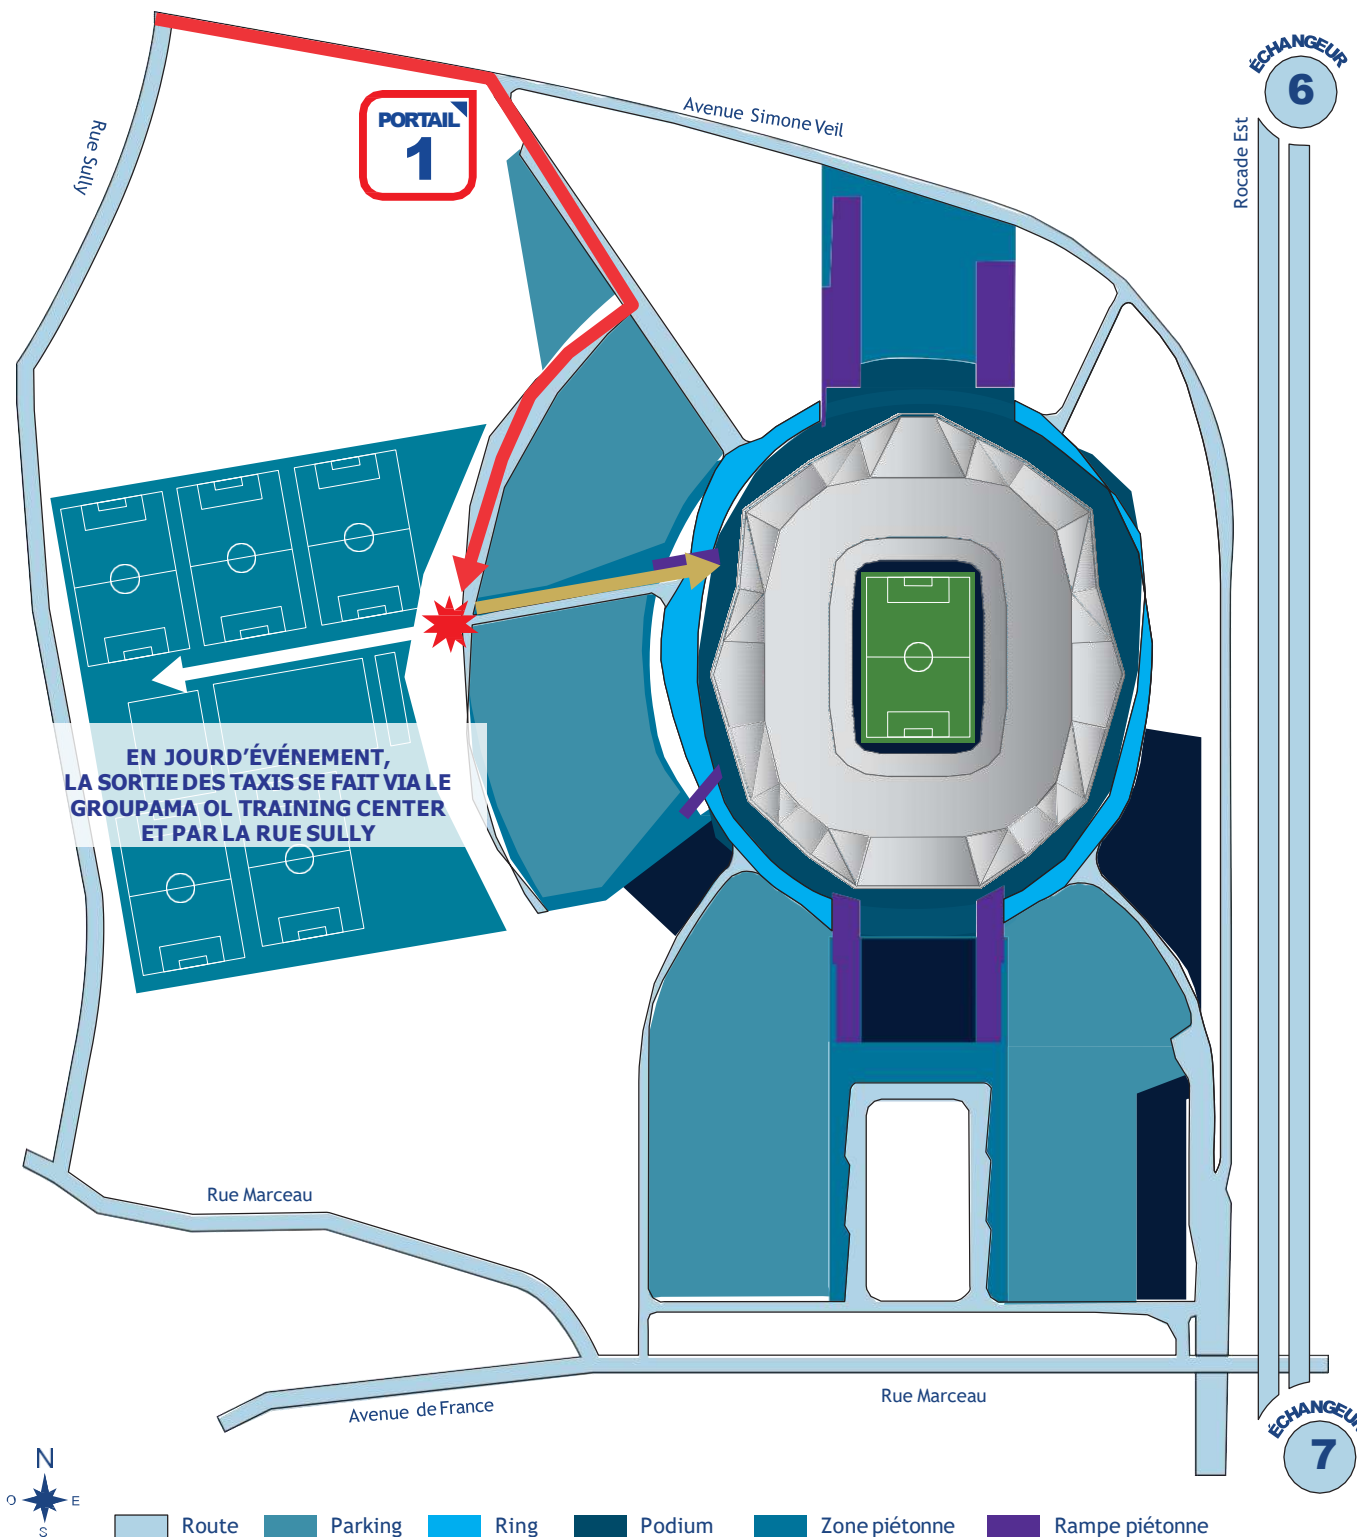 ÉCHANGEUR
6
Avenue Simone Veil
PORTAIL
1
Rue Sully
Rocade Est
EN JOURD'ÉVÉNEMENT,
LA SORTIE DES TAXIS SE FAIT VIA LE
GROUPAMA OL TRAINING CENTER
ET PAR LA RUE SULLY
Rue Marceau
Rue Marceau
Avenue de France
ÉCHANGEUR
7
N
O E
S
Route Parking Ring Podium Zone piétonne Rampe piétonne